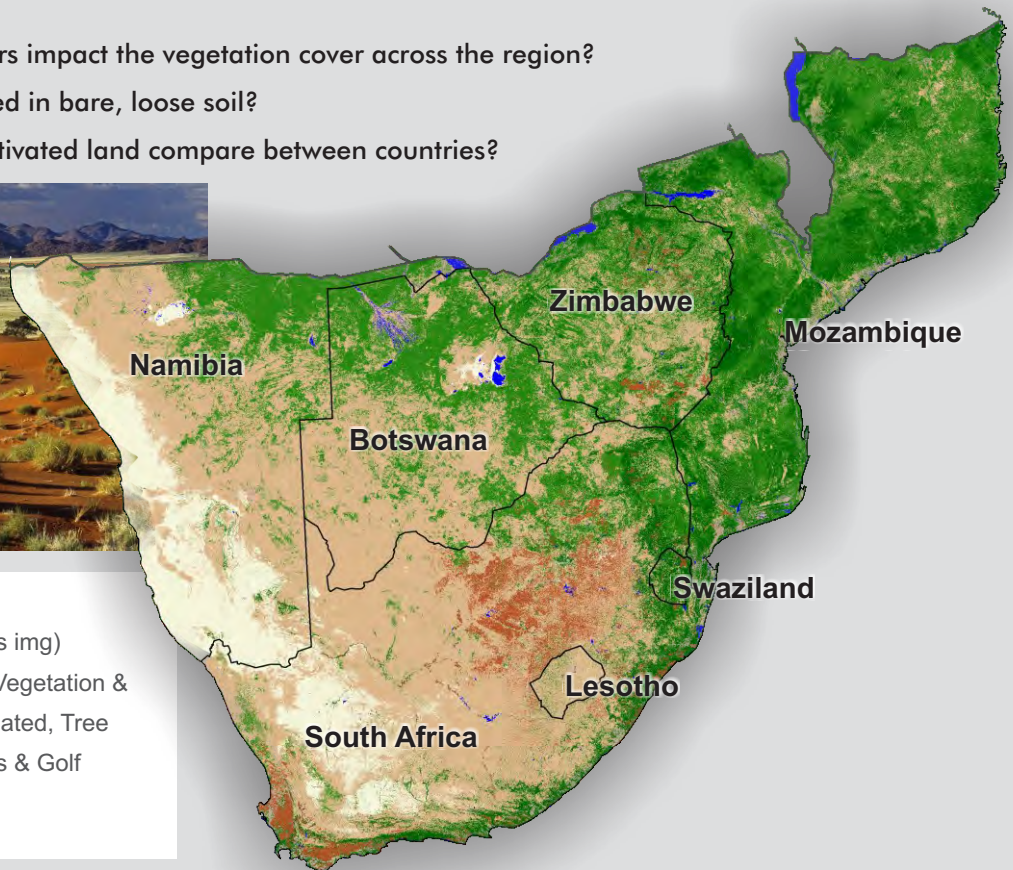 rs impact the vegetation cover across the region?
ed in bare, loose soil?
tivated land compare between countries?
Zimbabwe
Mozambique
Namibia
Botswana
Swaziland
s img)
Vegetation &
Lesotho
ated, Tree
South Africa
s & Golf